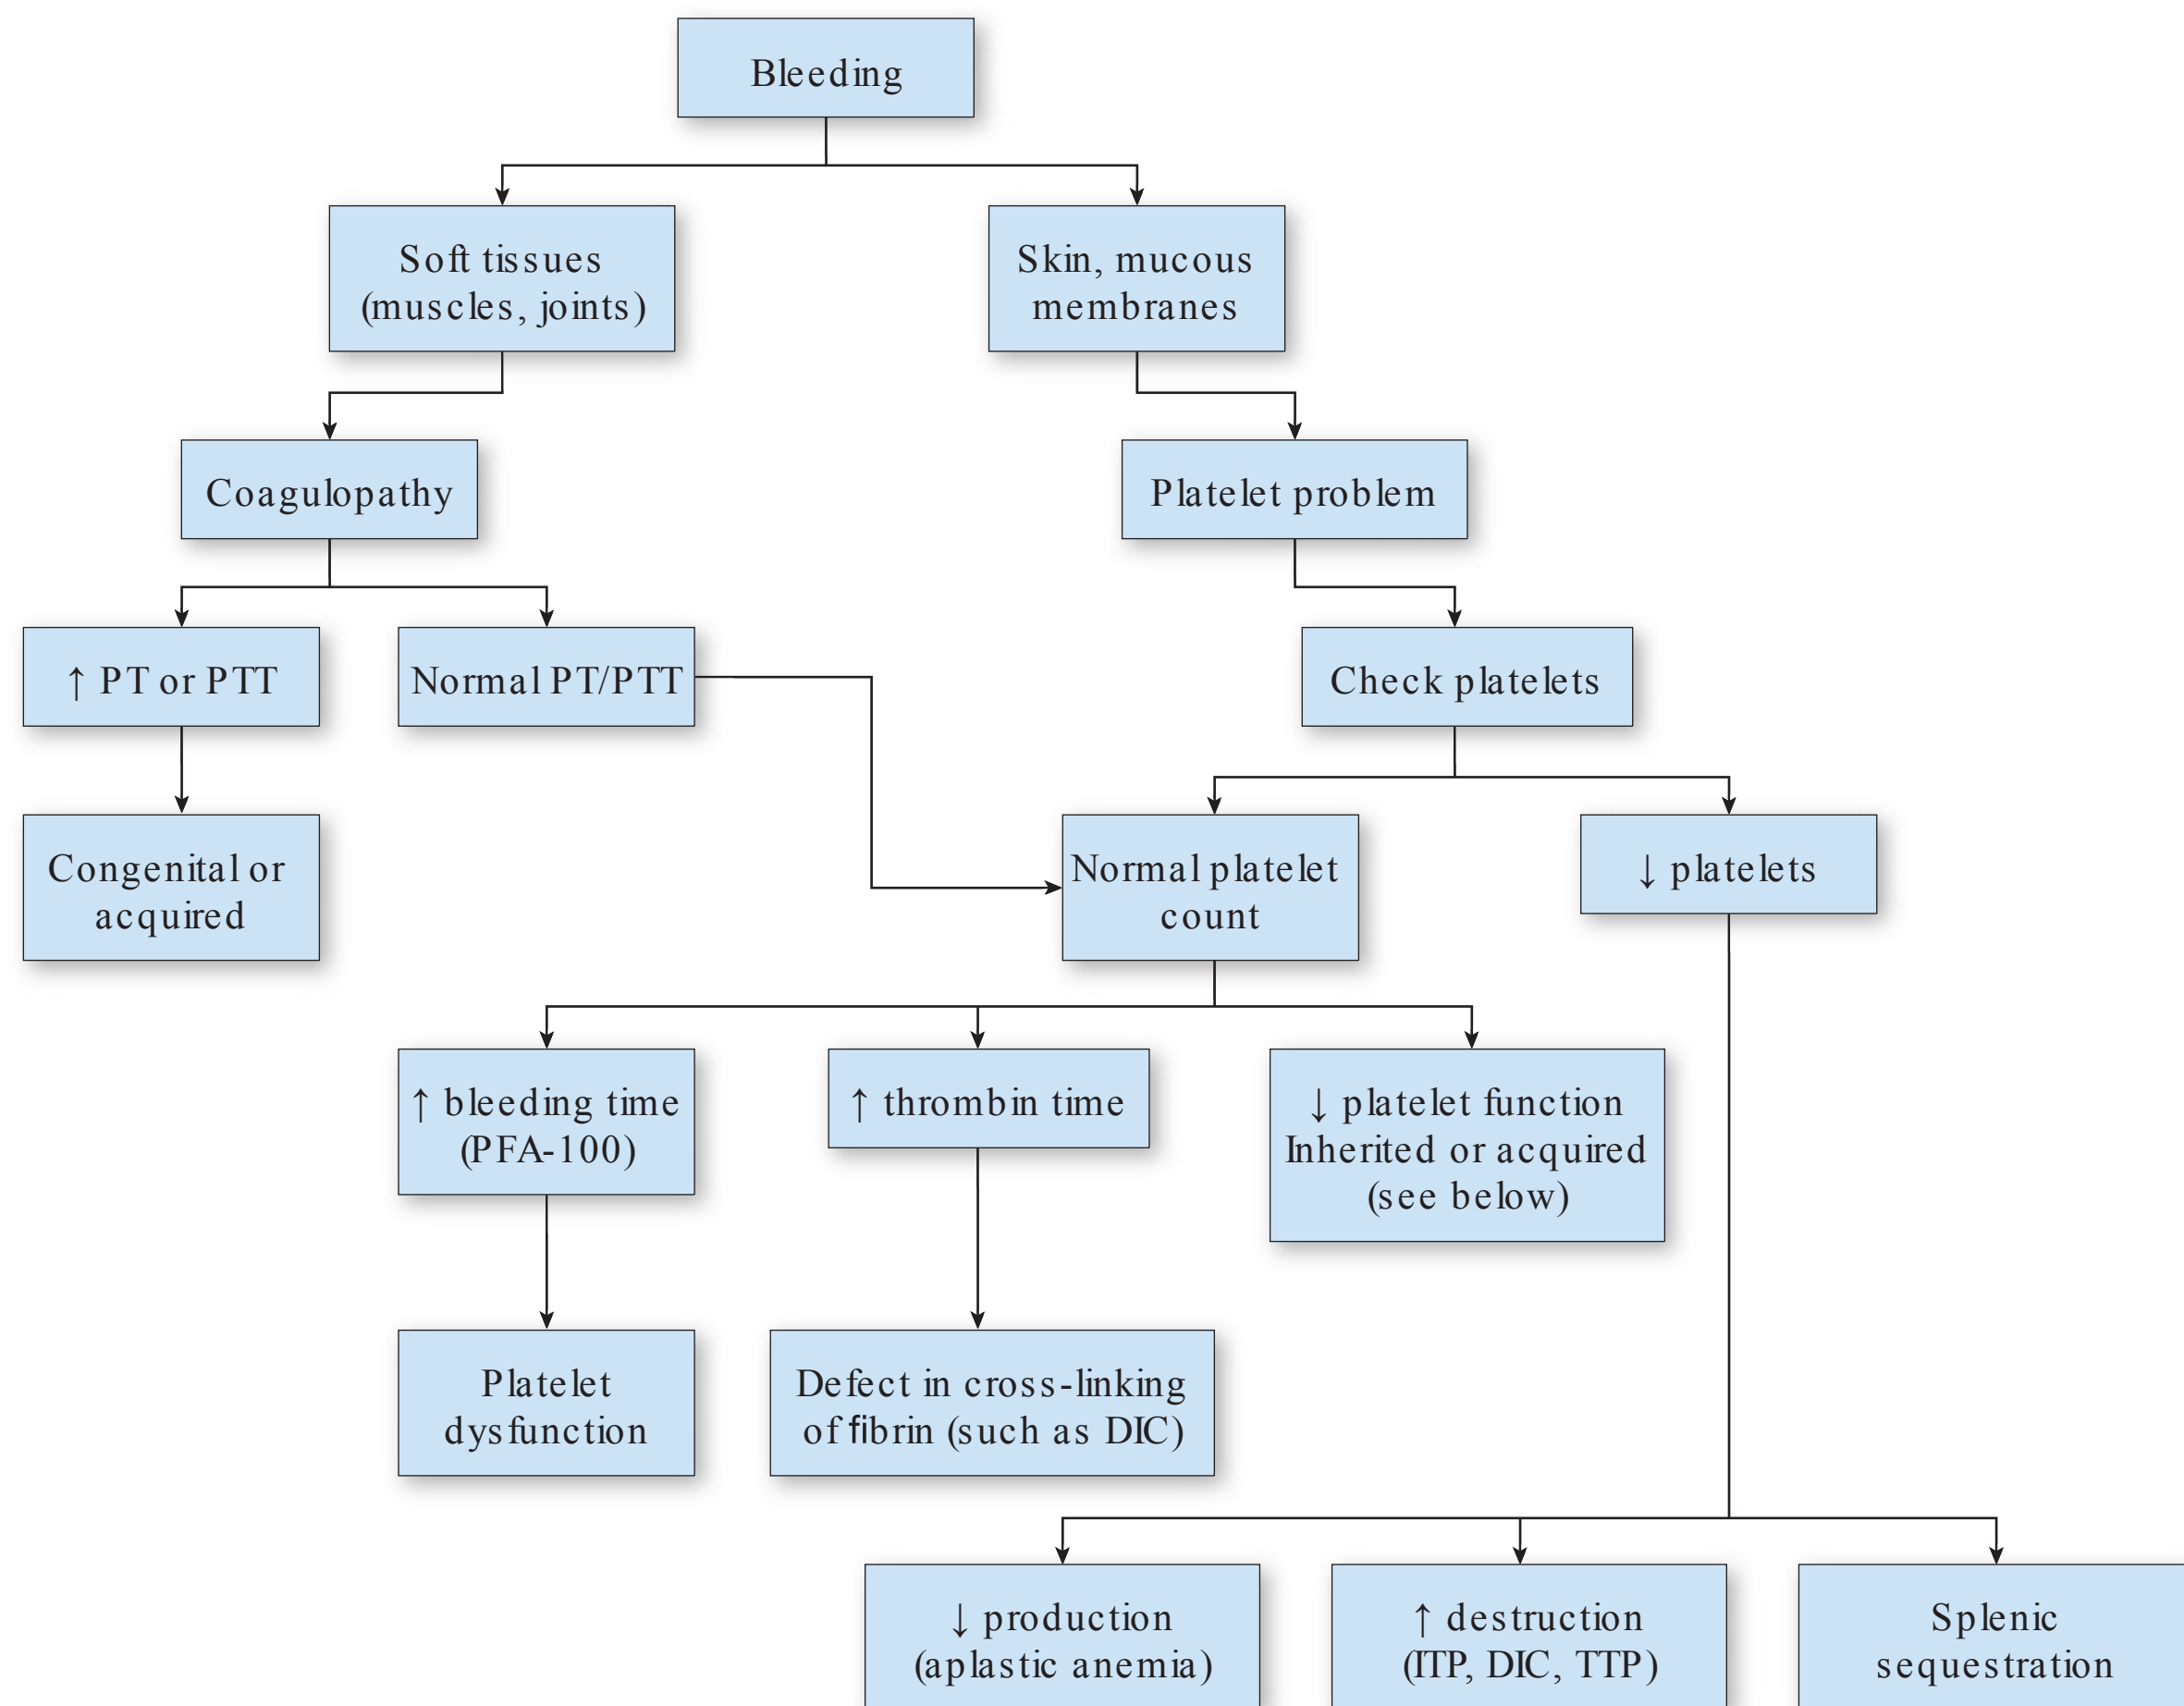 Bleeding
Soft tissues
(muscles, joints)
Skin, mucous
membranes
Coagulopathy
Platelet problem
↑ PT or PTT
Normal PT/PTT
Check platelets
Congenital or
acquired
Normal platelet
count
↓ platelets
↑ bleeding time
(PFA-100)
↑ thrombin time
↓ platelet function
Inherited or acquired
(see below)
Platelet
dysfunction
Defect in cross-linking
of fibrin (such as DIC)
↓ production
(aplastic anemia)
↑ destruction
(ITP, DIC, TTP)
Splenic
sequestration